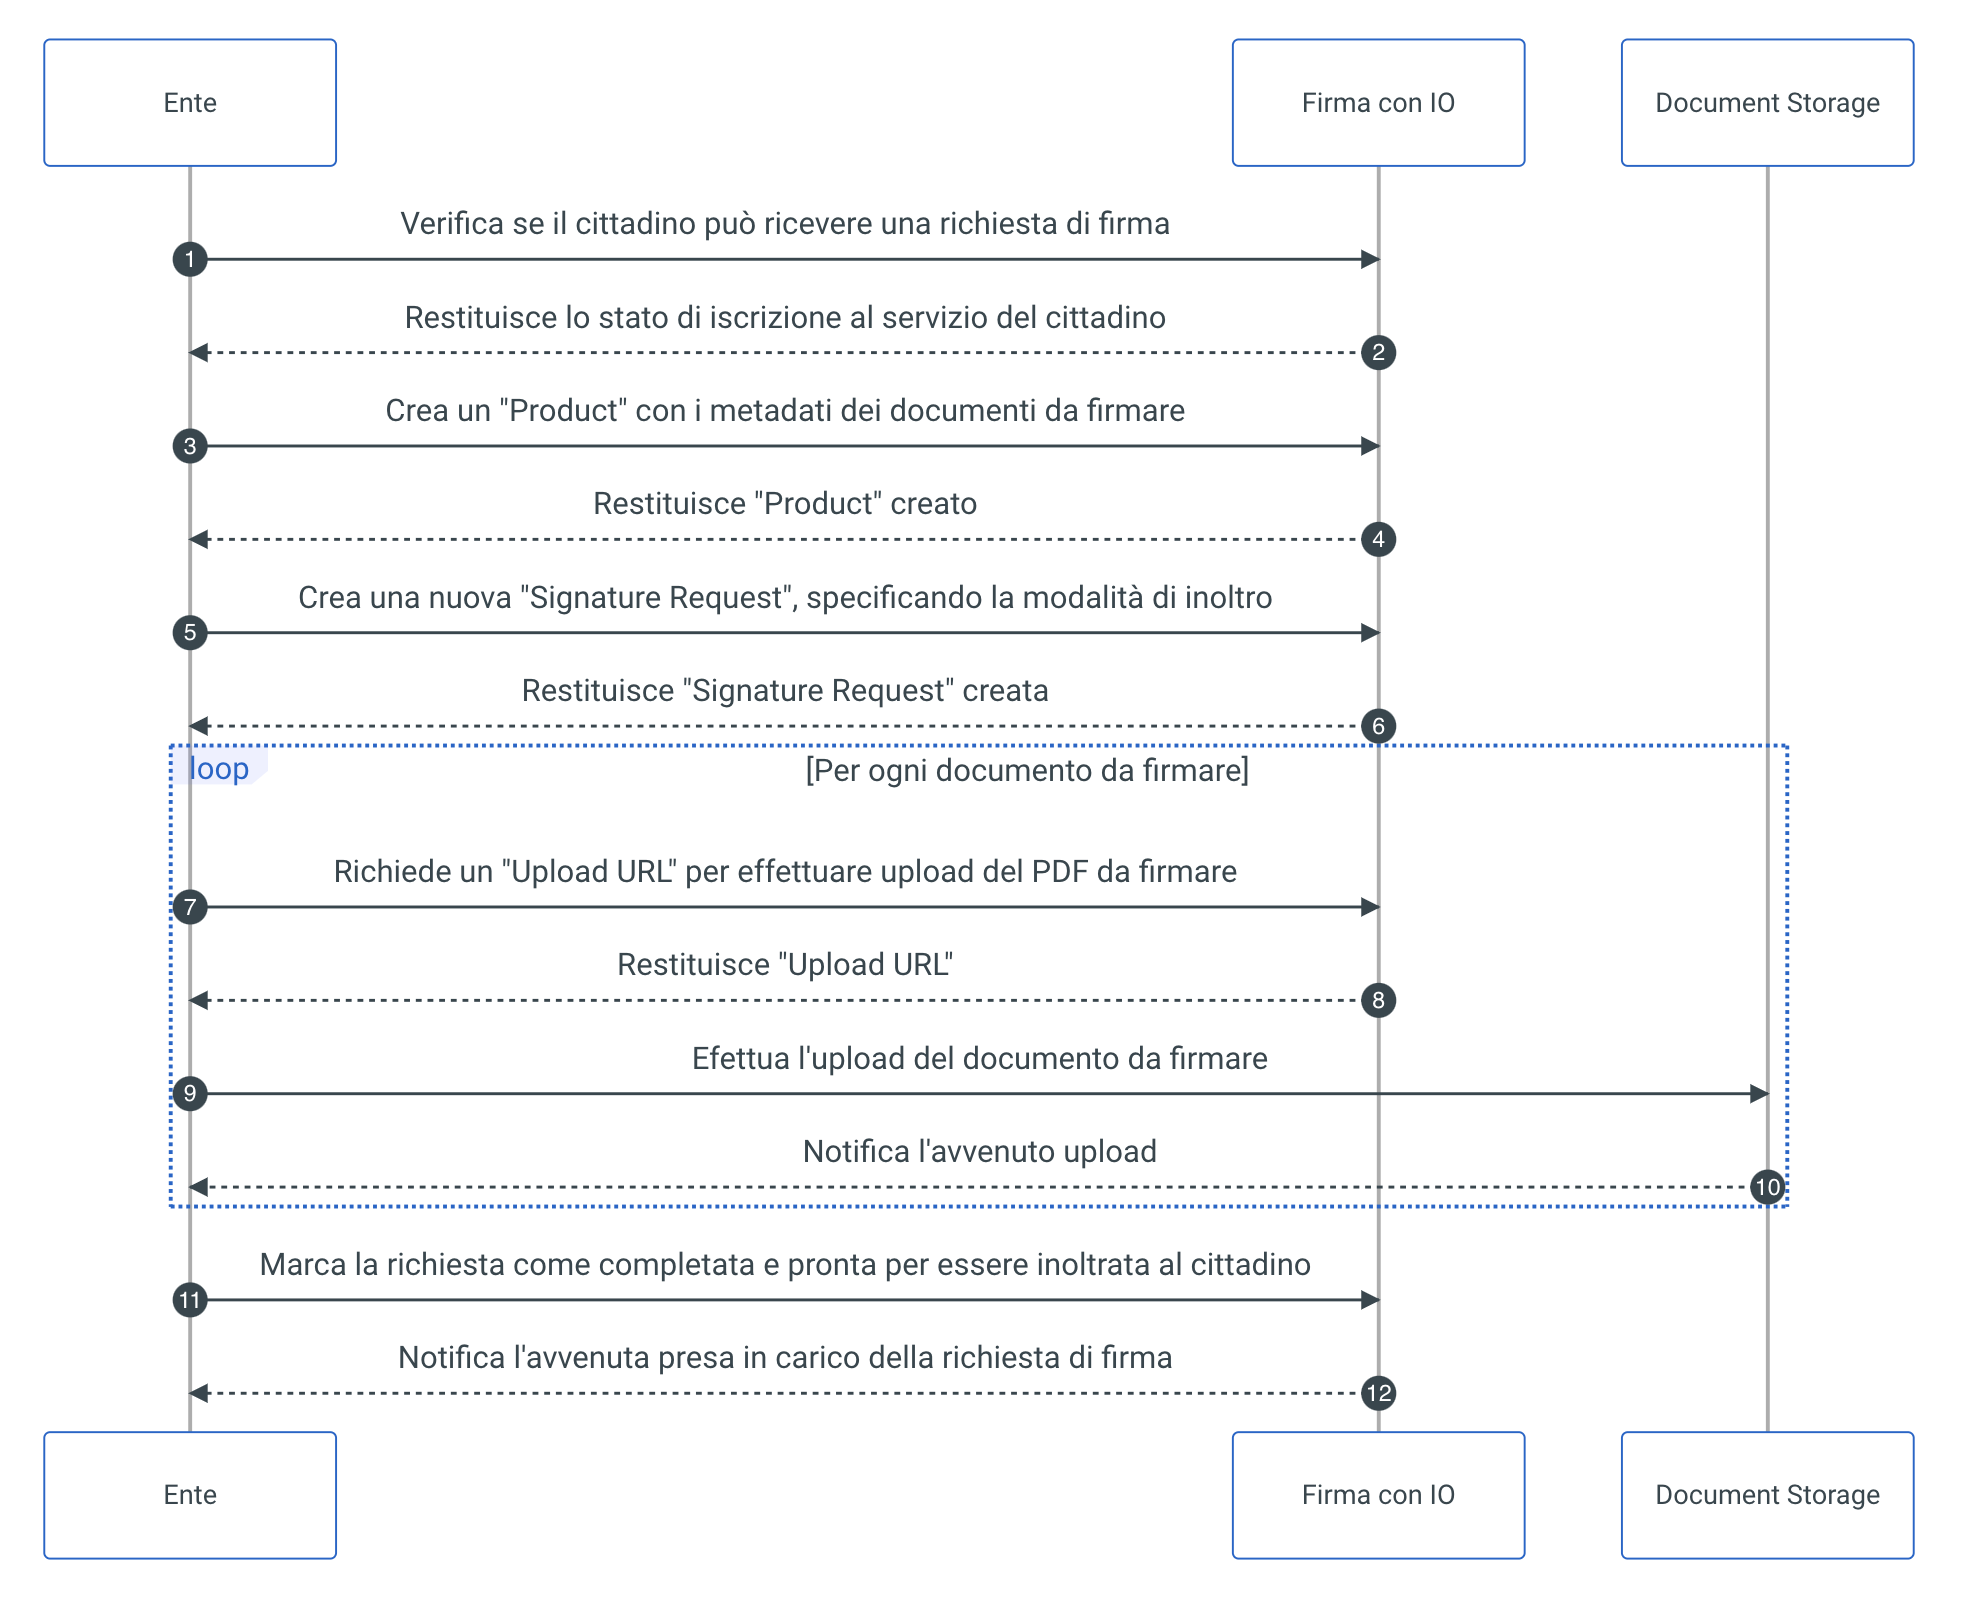 Ente
Firma con IO
Document Storage
Verifica se il cittadino può ricevere una richiesta di firma
1
Restituisce lo stato di iscrizione al servizio del cittadino
2
Crea un "Product" con i metadati dei documenti da firmare
3
Restituisce "Product" creato
4
Crea una nuova "Signature Request", specificando la modalità di inoltro
5
Restituisce "Signature Request" creata
6
loop
[Per ogni documento da firmare]
Richiede un "Upload URL" per effettuare upload del PDF da firmare
7
Restituisce "Upload URL"
8
Efettua l'upload del documento da firmare
9
Notifica l'avvenuto upload
10
Marca la richiesta come completata e pronta per essere inoltrata al cittadino
11
Notifica l'avvenuta presa in carico della richiesta di firma
12
Ente
Firma con IO
Document Storage